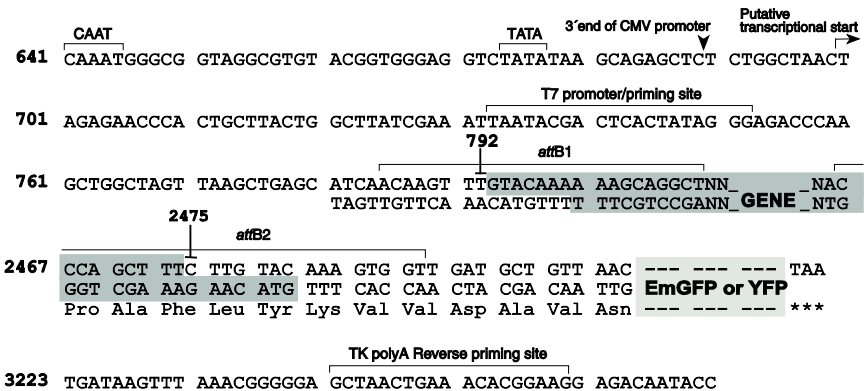 CAAT TATA 3´end of CMV promoter Putative transcriptional start
641 CAAATGGGCG GTAGGCGTGT ACGGTGGGAG GTCTATATAA GCAGAGCTCT CTGGCTAACT
T7 promoter/priming site
701 AGAGAACCCA CTGCTTACTG GCTTATCGAA ATTAATACGA CTCACTATAG GGAGACCCAA
792 attB1
761 GCTGGCTAGT TAAGCTGAGC ATCAACAAGT TTGTACAAAA AAGCAGGCTNN_ _NAC
TAGTTGTTCA AACATGTTTT TTCGTCCGANN_ GENE _NTG
2475 attB2
2467 CCA GCT TTC TTG TAC AAA GTG GTT GAT GCT GTT AAC --- --- --- TAA
GGT CGA AAG AAC ATG TTT CAC CAA CTA CGA CAA TTG EmGFP or YFP
Pro Ala Phe Leu Tyr Lys Val Val Asp Ala Val Asn --- --- --- ***
TK polyA Reverse priming site
3223 TGATAAGTTT AAACGGGGGA GCTAACTGAA ACACGGAAGG AGACAATACC